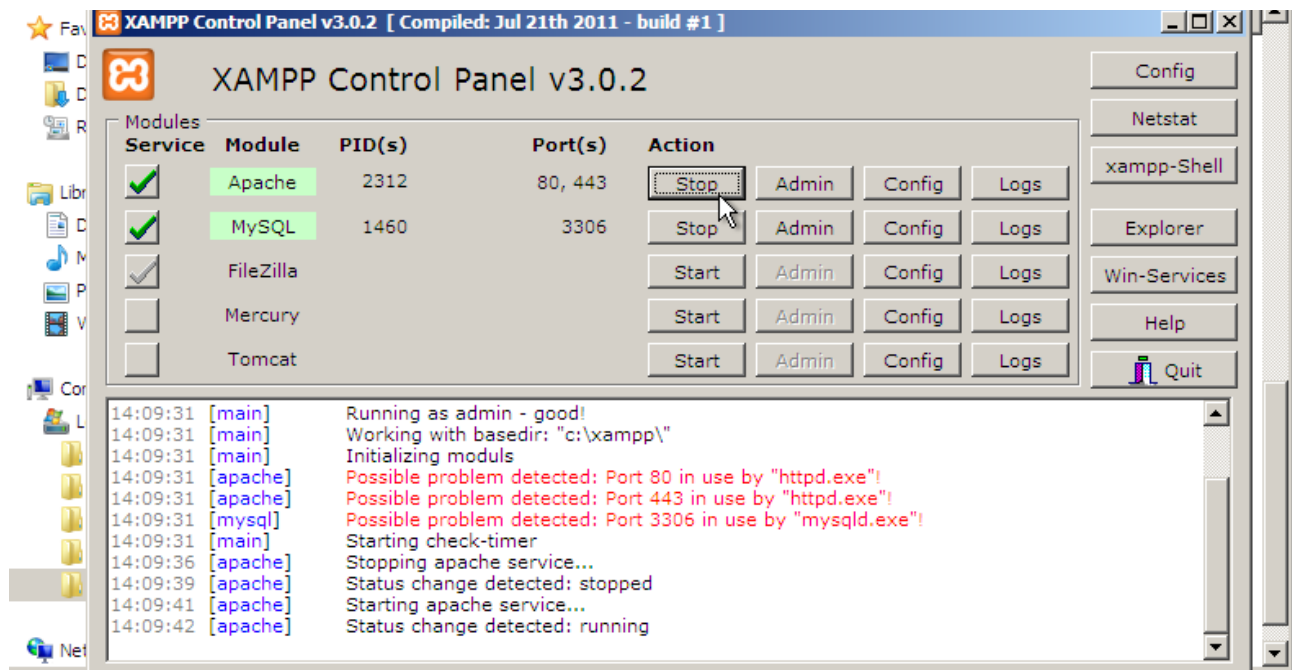 XAMPP Control Panel v3.0.2 [ Compiled: Jul 21th 2011 - build #1 ]
Fav
XAMPP Control Panel v3.0.2
Config
Netstat
xampp-Shell
Explorer
Win-Services
Help
Quit
Modules
Service Module PID(s) Port(s) Action
Apache 2312 80, 443 Stop Admin Config Logs
MySQL 1460 3306 Stop Admin Config Logs
FileZilla Start Admin Config Logs
Mercury Start Admin Config Logs
Tomcat Start Admin Config Logs
D
D
R
Libr
D
M
P
V
Cor
L
Net
14:09:31 [main] Running as admin - good!
14:09:31 [main] Working with basedir: "c:\xampp\"
14:09:31 [main] Initializing moduls
14:09:31 [apache] Possible problem detected: Port 80 in use by "httpd.exe"!
14:09:31 [apache] Possible problem detected: Port 443 in use by "httpd.exe"!
14:09:31 [mysql] Possible problem detected: Port 3306 in use by "mysqld.exe"!
14:09:31 [main] Starting check-timer
14:09:36 [apache] Stopping apache service...
14:09:39 [apache] Status change detected: stopped
14:09:41 [apache] Starting apache service...
14:09:42 [apache] Status change detected: running